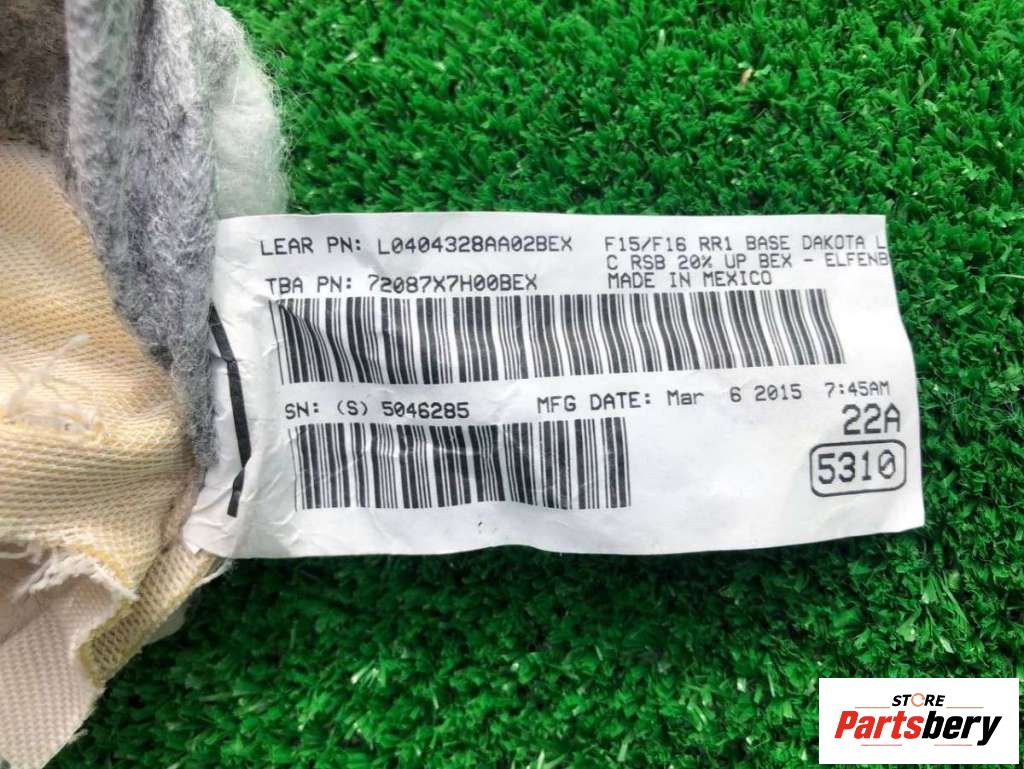 LEAR PN: L0404328AA02BEX F15/F16 RR1 BASE DAKOTA L
C RSB 20% UP BEX - ELFENB
TBA PN: 72087X7H00BEX MADE IN MEXICO
SN: (S) 5046285 MFG DATE: Mar 6 2015 7:45AM
22A
5310
STORE
Partsbery